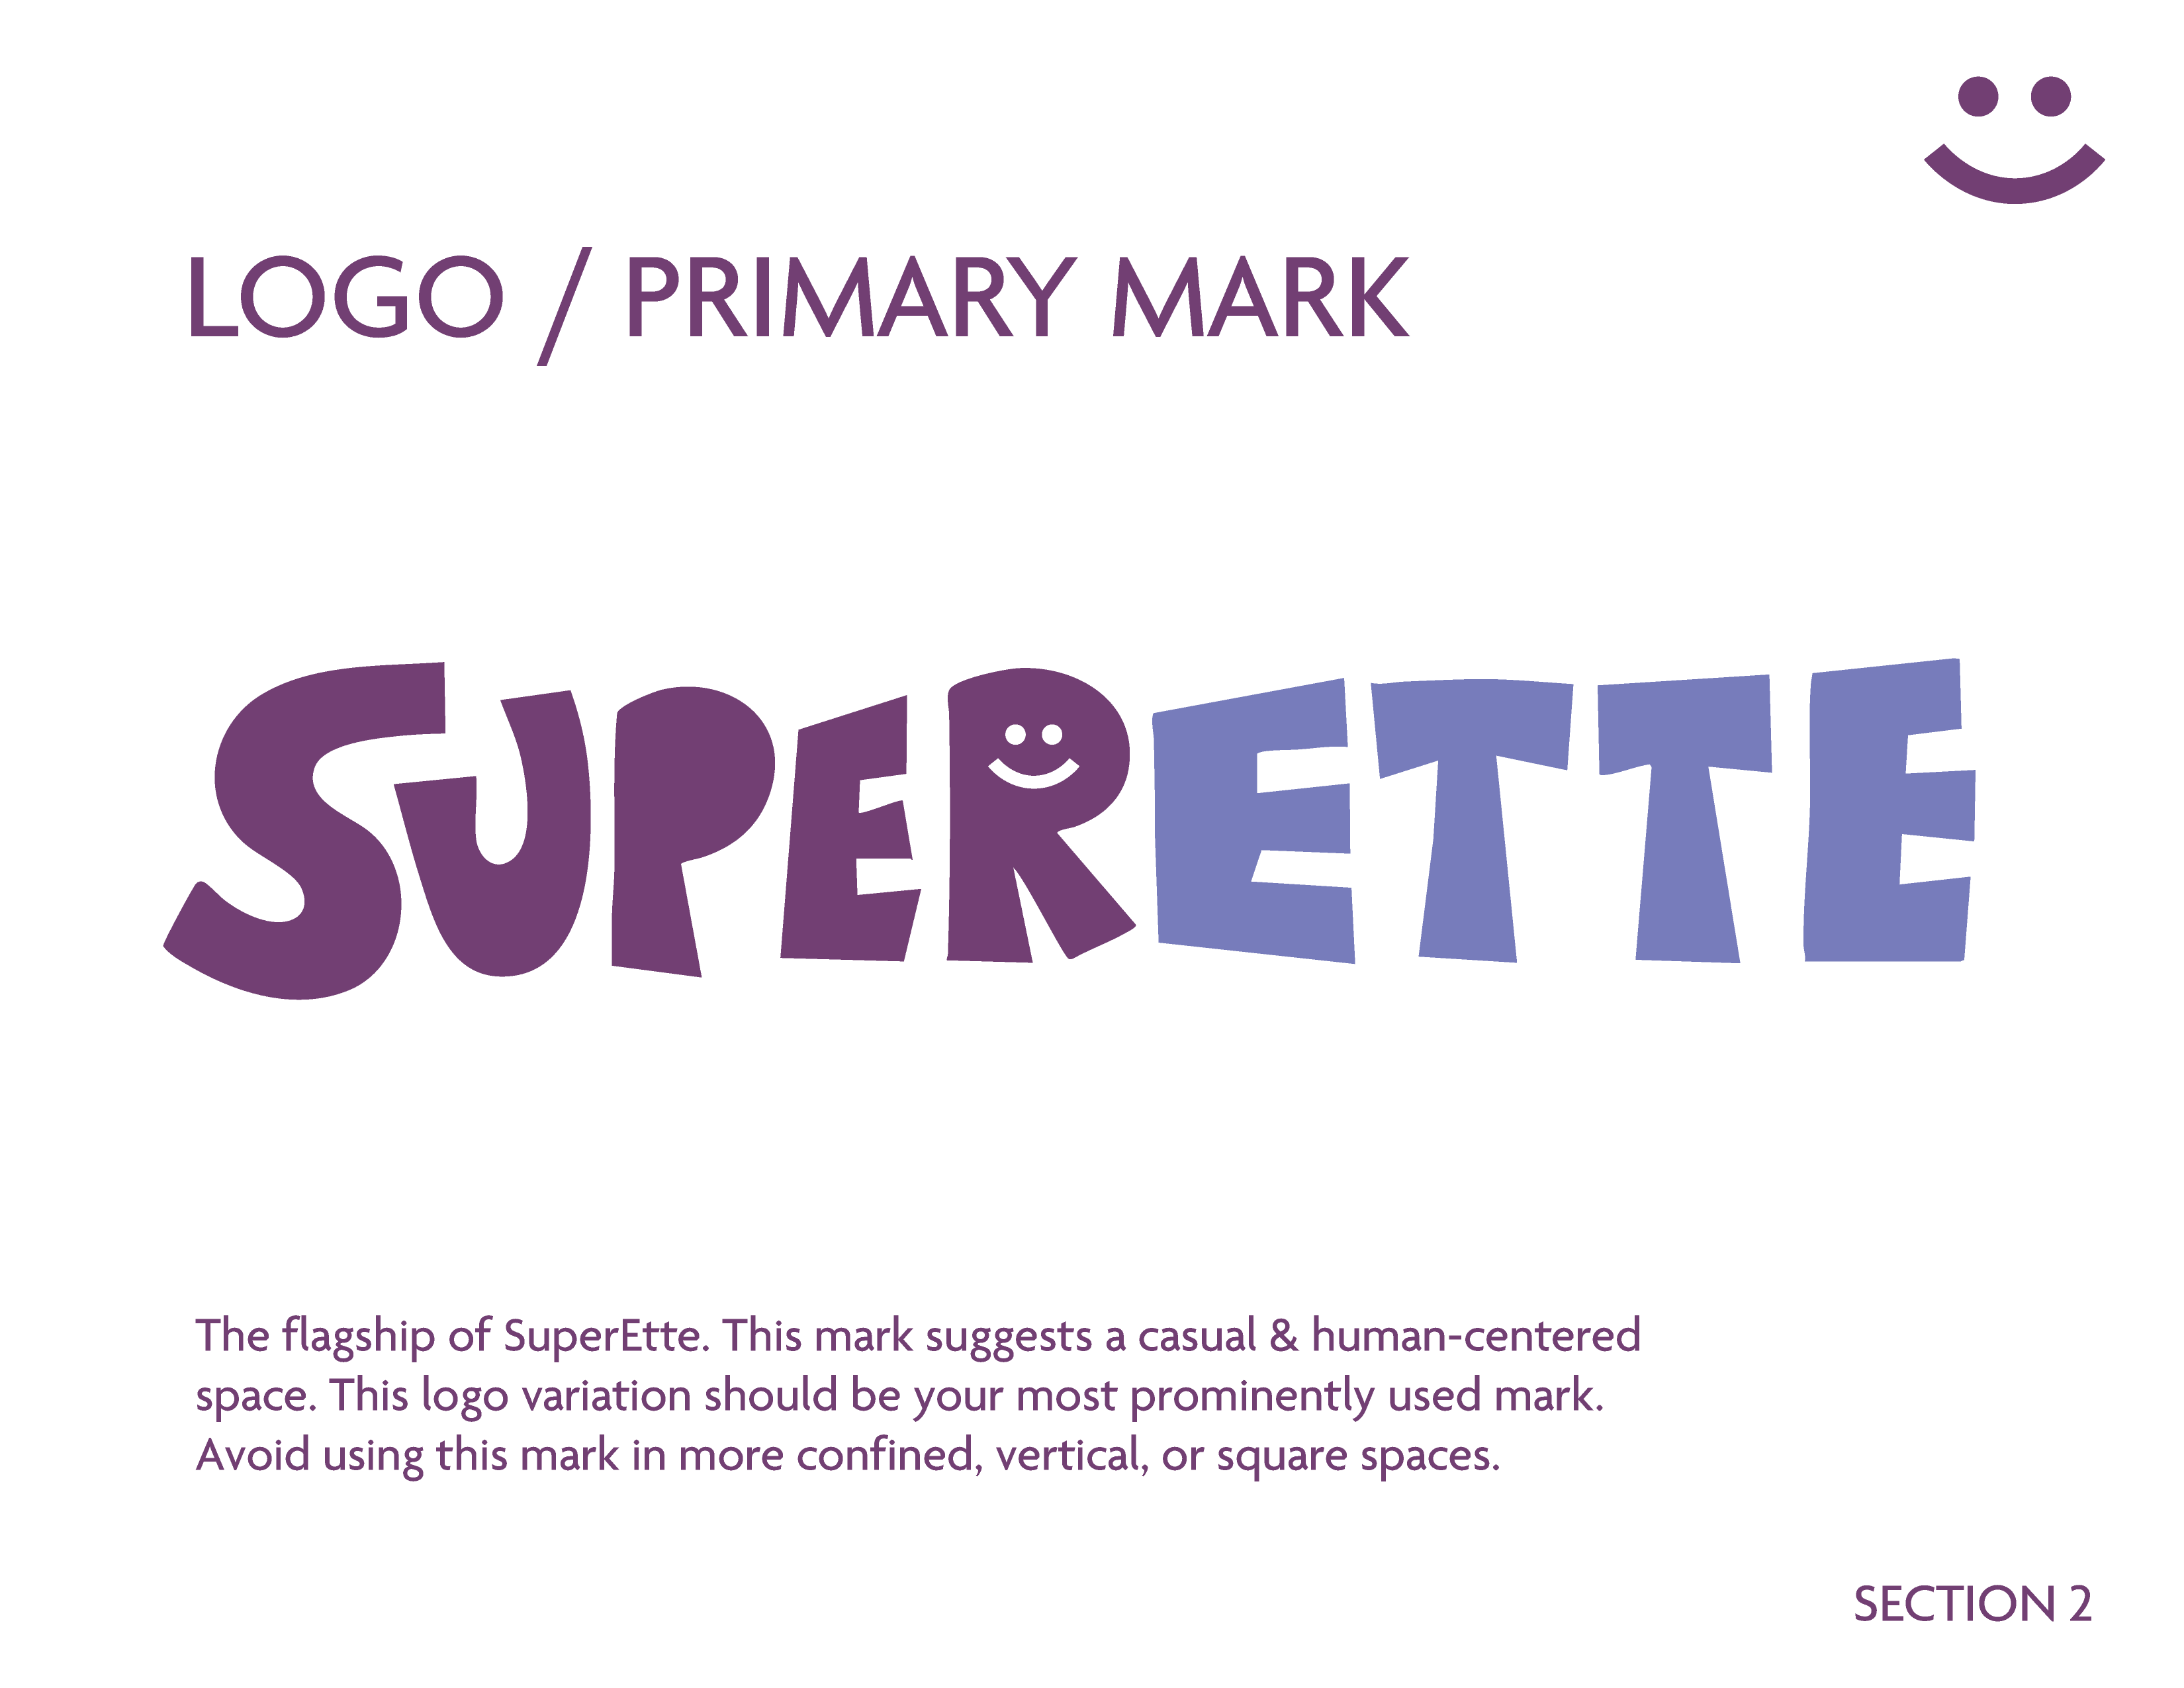 LOGO / PRIMARY MARK
SUPERETTE
The flagship of SuperEtte. This mark suggests a casual & human-centered
space. This logo variation should be your most prominently used mark.
Avoid using this mark in more confined, vertical, or square spaces.
SECTION 2